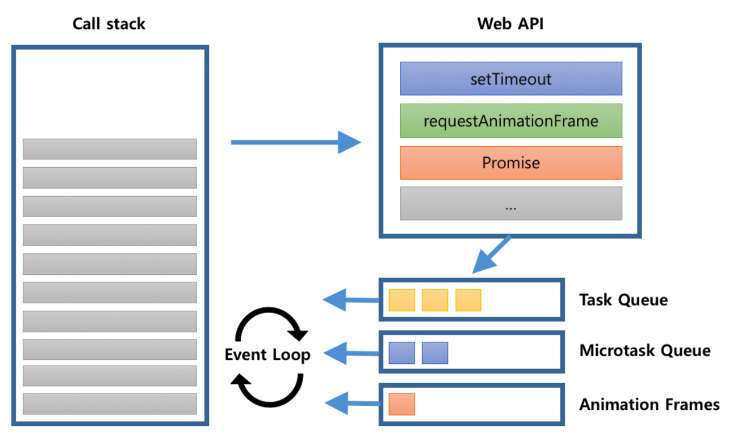 Call stack
Web API
setTimeout
requestAnimationFrame
Promise
...
Task Queue
Event Loop
Microtask Queue
Animation Frames